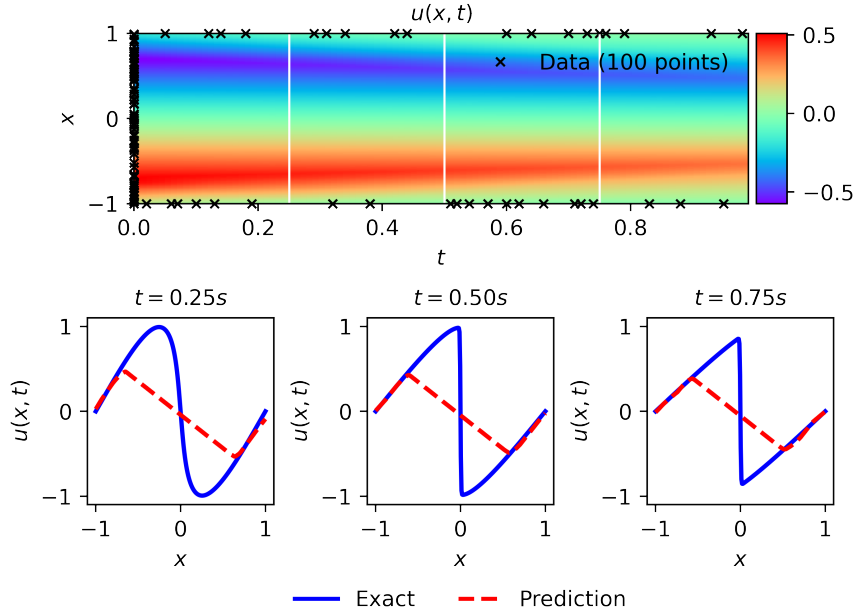 u(x, t)
1
0
−1
x
Data (100 points)
0.0 0.2 0.4 0.6 0.8
t
0.5
0.0
−0.5
t = 0.25s
t = 0.50s
t = 0.75s
u(x, t)
1
0
−1
−1 0 1
x
u(x, t)
1
0
−1
−1 0 1
x
u(x, t)
1
0
−1
−1 0 1
x
Exact
Prediction